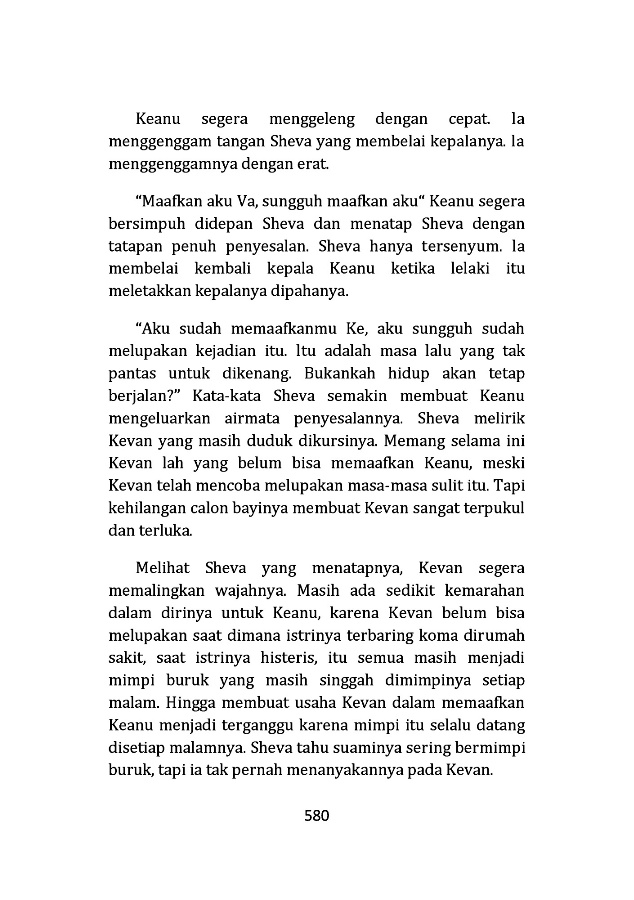 Keanu segera menggeleng dengan cepat. Ia
menggenggam tangan Sheva yang membelai kepalanya. Ia
menggenggamnya dengan erat.
“Maafkan aku Va, sungguh maafkan aku“ Keanu segera
bersimpuh didepan Sheva dan menatap Sheva dengan
tatapan penuh penyesalan. Sheva hanya tersenyum. Ia
membelai kembali kepala Keanu ketika lelaki itu
meletakkan kepalanya dipahanya.
“Aku sudah memaafkanmu Ke, aku sungguh sudah
melupakan kejadian itu. Itu adalah masa lalu yang tak
pantas untuk dikenang. Bukankah hidup akan tetap
berjalan?” Kata-kata Sheva semakin membuat Keanu
mengeluarkan airmata penyesalannya. Sheva melirik
Kevan yang masih duduk dikursinya. Memang selama ini
Kevan lah yang belum bisa memaafkan Keanu, meski
Kevan telah mencoba melupakan masa-masa sulit itu. Tapi
kehilangan calon bayinya membuat Kevan sangat terpukul
dan terluka.
Melihat Sheva yang menatapnya, Kevan segera
memalingkan wajahnya. Masih ada sedikit kemarahan
dalam dirinya untuk Keanu, karena Kevan belum bisa
melupakan saat dimana istrinya terbaring koma dirumah
sakit, saat istrinya histeris, itu semua masih menjadi
mimpi buruk yang masih singgah dimimpinya setiap
malam. Hingga membuat usaha Kevan dalam memaafkan
Keanu menjadi terganggu karena mimpi itu selalu datang
disetiap malamnya. Sheva tahu suaminya sering bermimpi
buruk, tapi ia tak pernah menanyakannya pada Kevan.
580